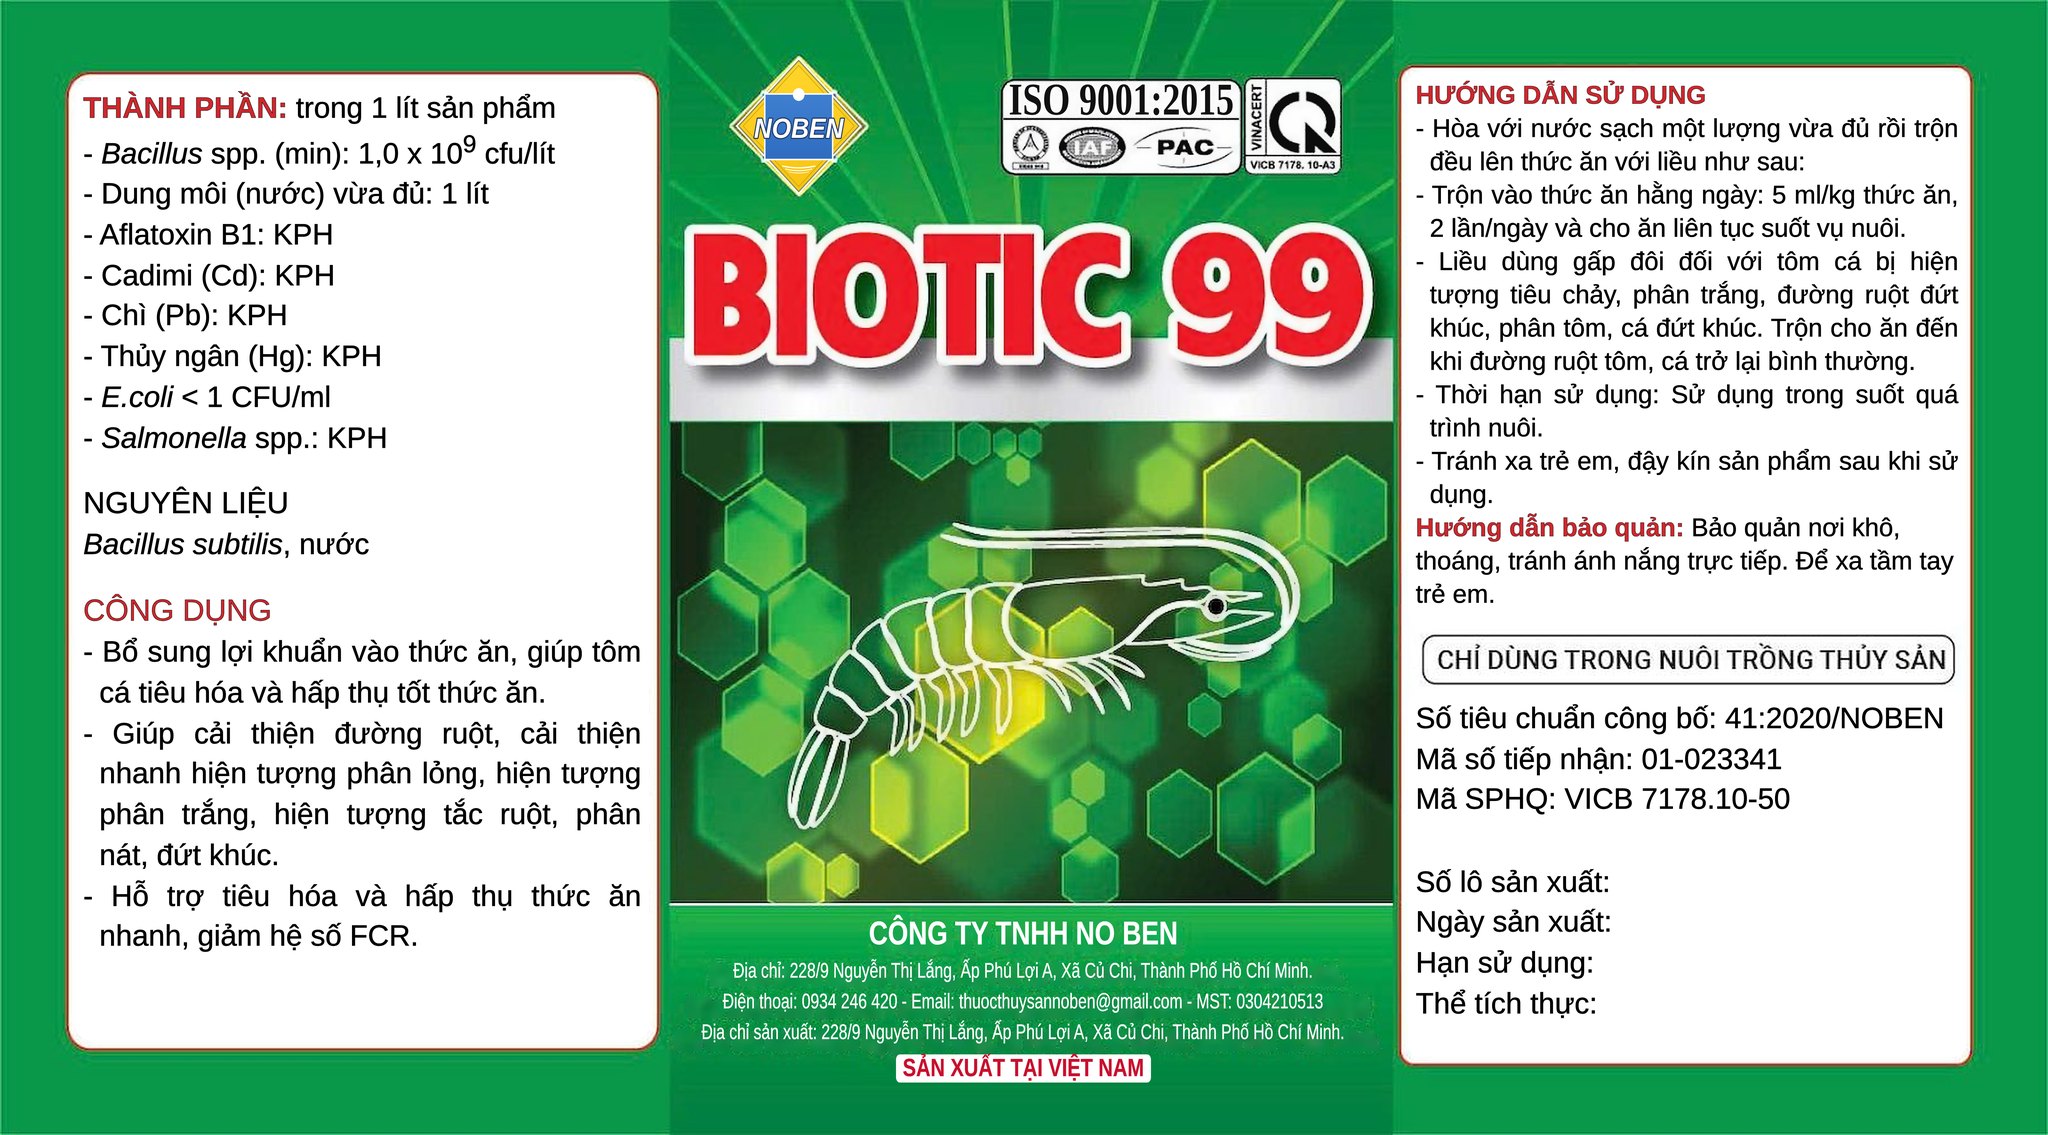 THÀNH PHẦN: trong 1 lít sản phẩm
- Bacillus spp. (min): 1,0 x 10⁹ cfu/lít
- Dung môi (nước) vừa đủ: 1 lít
- Aflatoxin B1: KPH
- Cadimi (Cd): KPH
- Chì (Pb): KPH
- Thủy ngân (Hg): KPH
- E.coli < 1 CFU/ml
- Salmonella spp.: KPH
NGUYÊN LIỆU
Bacillus subtilis, nước
CÔNG DỤNG
- Bổ sung lợi khuẩn vào thức ăn, giúp tôm
cá tiêu hóa và hấp thụ tốt thức ăn.
- Giúp cải thiện đường ruột, cải thiện
nhanh hiện tượng phân lỏng, hiện tượng
phân trắng, hiện tượng tắc ruột, phân
nát, đứt khúc.
- Hỗ trợ tiêu hóa và hấp thụ thức ăn
nhanh, giảm hệ số FCR.
NOBEN
ISO 9001:2015
IAF
PAC
VINACERT
VICB 7178. 10-A3
BIOTIC 99
CÔNG TY TNHH NO BEN
Địa chỉ: 228/9 Nguyễn Thị Lắng, Ấp Phú Lợi A, Xã Củ Chi, Thành Phố Hồ Chí Minh.
Điện thoại: 0934 246 420 - Email: thuocthuysannoben@gmail.com - MST: 0304210513
Địa chỉ sản xuất: 228/9 Nguyễn Thị Lắng, Ấp Phú Lợi A, Xã Củ Chi, Thành Phố Hồ Chí Minh.
SẢN XUẤT TẠI VIỆT NAM
HƯỚNG DẪN SỬ DỤNG
- Hòa với nước sạch một lượng vừa đủ rồi trộn
đều lên thức ăn với liều như sau:
- Trộn vào thức ăn hằng ngày: 5 ml/kg thức ăn,
2 lần/ngày và cho ăn liên tục suốt vụ nuôi.
- Liều dùng gấp đôi đối với tôm cá bị hiện
tượng tiêu chảy, phân trắng, đường ruột đứt
khúc, phân tôm, cá đứt khúc. Trộn cho ăn đến
khi đường ruột tôm, cá trở lại bình thường.
- Thời hạn sử dụng: Sử dụng trong suốt quá
trình nuôi.
- Tránh xa trẻ em, đậy kín sản phẩm sau khi sử
dụng.
Hướng dẫn bảo quản: Bảo quản nơi khô,
thoáng, tránh ánh nắng trực tiếp. Để xa tầm tay
trẻ em.
CHỈ DÙNG TRONG NUÔI TRỒNG THỦY SẢN
Số tiêu chuẩn công bố: 41:2020/NOBEN
Mã số tiếp nhận: 01-023341
Mã SPHQ: VICB 7178.10-50
Số lô sản xuất:
Ngày sản xuất:
Hạn sử dụng:
Thể tích thực: